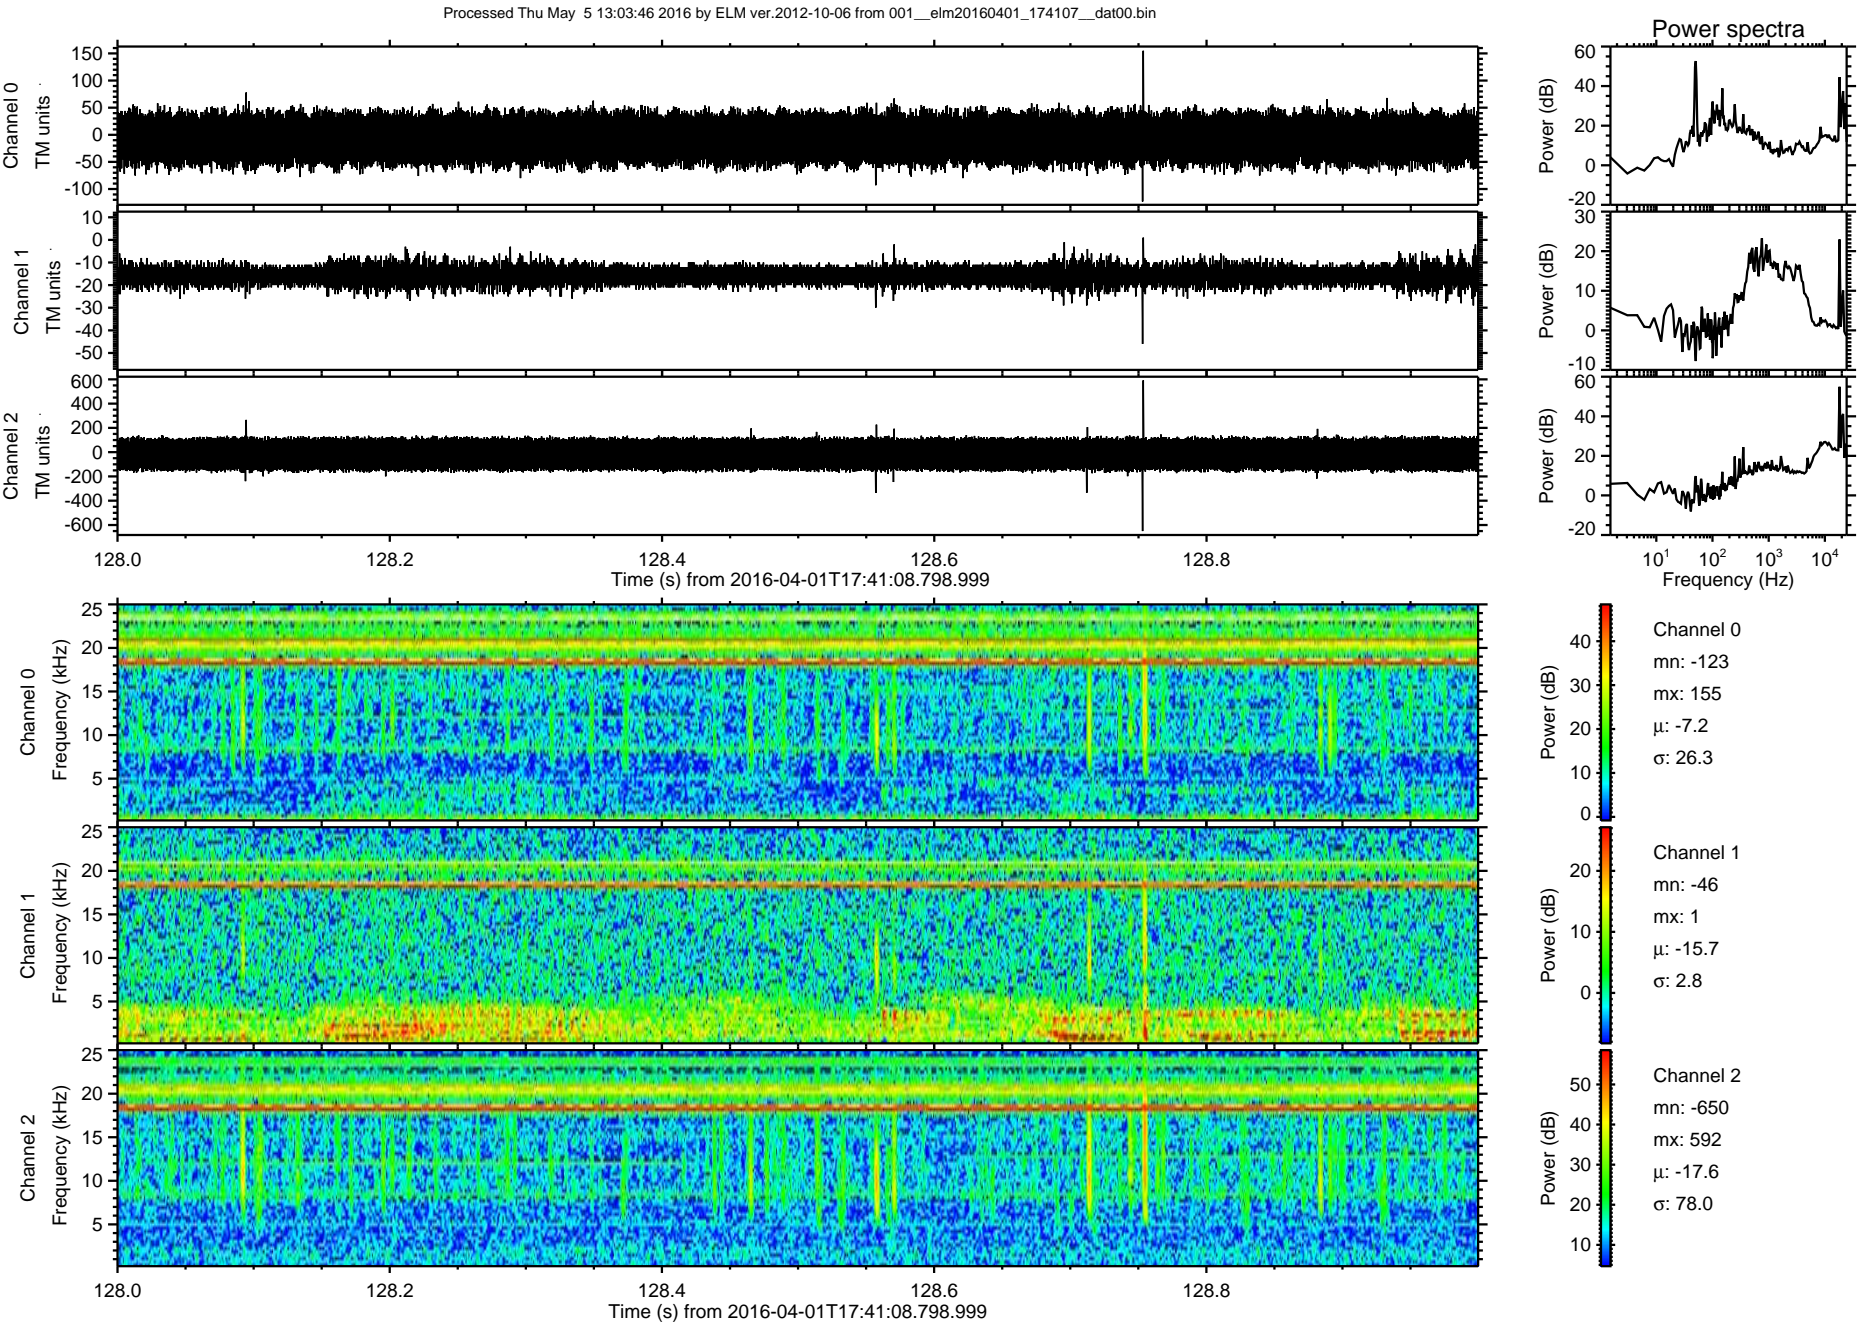 Processed Thu May  5 13:03:46 2016 by ELM ver.2012-10-06 from 001__elm20160401_174107__dat00.bin
Power spectra
Channel 0
TM units
150
100
50
0
-50
-100
Power (dB)
60
40
20
0
-20
Channel 1
TM units
10
0
-10
-20
-30
-40
-50
Power (dB)
30
20
10
0
-10
Channel 2
TM units
600
400
200
0
-200
-400
-600
Power (dB)
60
40
20
0
-20
128.0 128.2 128.4 128.6 128.8
Time (s) from 2016-04-01T17:41:08.798.999
10¹ 10² 10³ 10⁴
Frequency (Hz)
Channel 0
Frequency (kHz)
25
20
15
10
5
Power (dB)
40
30
20
10
0
Channel 0
mn: -123
mx: 155
μ: -7.2
σ: 26.3
Channel 1
Frequency (kHz)
25
20
15
10
5
Power (dB)
20
10
0
Channel 1
mn: -46
mx: 1
μ: -15.7
σ: 2.8
Channel 2
Frequency (kHz)
25
20
15
10
5
Power (dB)
50
40
30
20
10
Channel 2
mn: -650
mx: 592
μ: -17.6
σ: 78.0
128.0 128.2 128.4 128.6 128.8
Time (s) from 2016-04-01T17:41:08.798.999